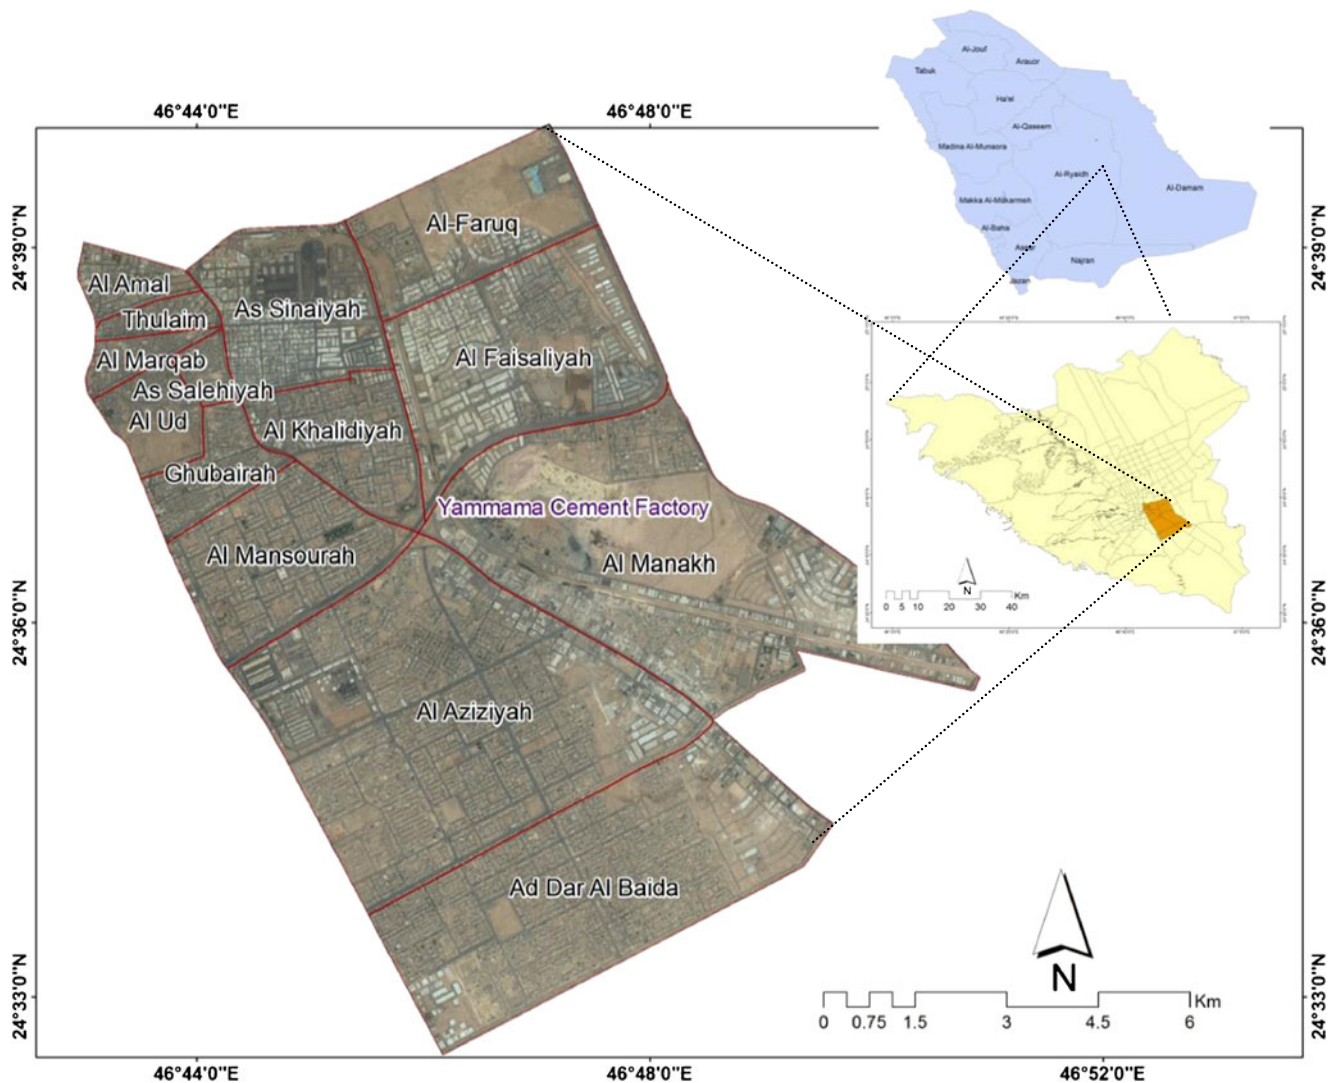 46°44'0"E
46°48'0"E
24°39'0"N
24°36'0"N
24°33'0"N
24°39'0"N
24°36'0"N
24°33'0"N
46°44'0"E
46°48'0"E
46°52'0"E
Al-Jouf
Arauor
Tabuk
Ha'el
Al-Qaseem
Madina Al-Munaora
Al-Ryaidh
Al-Damam
Makka Al-Mukarmeh
Al-Baha
Najran
Jazan
Al-Faruq
Al Amal
As Sinaiyah
Thulaim
Al Faisaliyah
Al Marqab
As Salehiyah
Al Ud
Al Khalidiyah
Ghubairah
Yammama Cement Factory
Al Mansourah
Al Manakh
Al Aziziyah
Ad Dar Al Baida
N
0 5 10 20 30 40 Km
N
0 0.75 1.5 3 4.5 6 Km